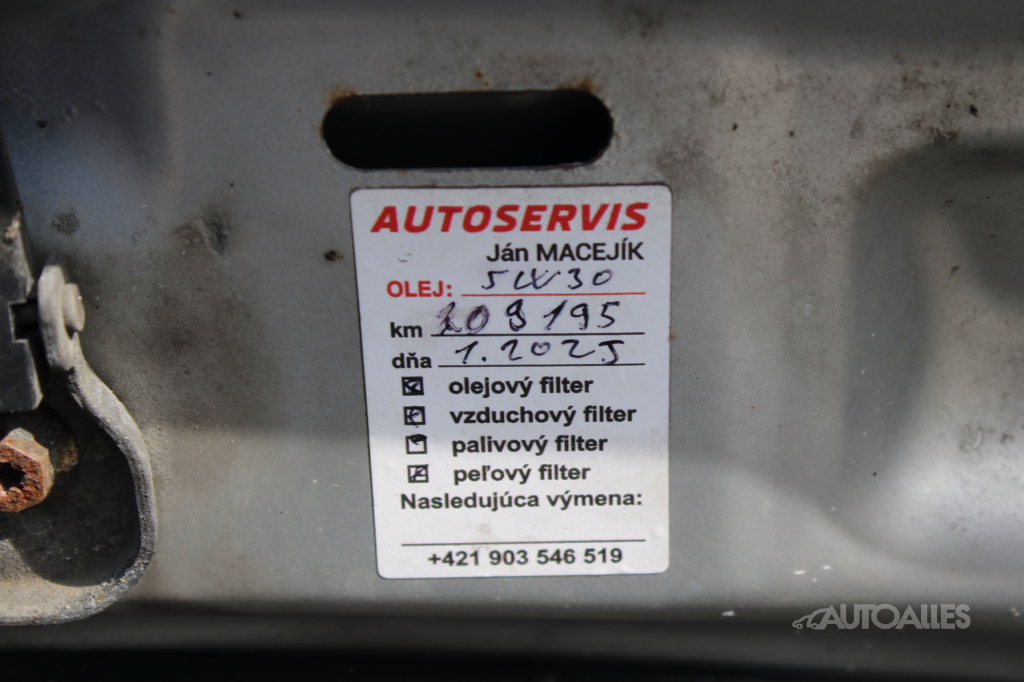 AUTOSERVIS
Ján MACEJÍK
OLEJ: 5W30
km 209195
dňa 1.2025
olejový filter
vzduchový filter
palivový filter
peľový filter
Nasledujúca výmena:
+421 903 546 519
AUTOALLES